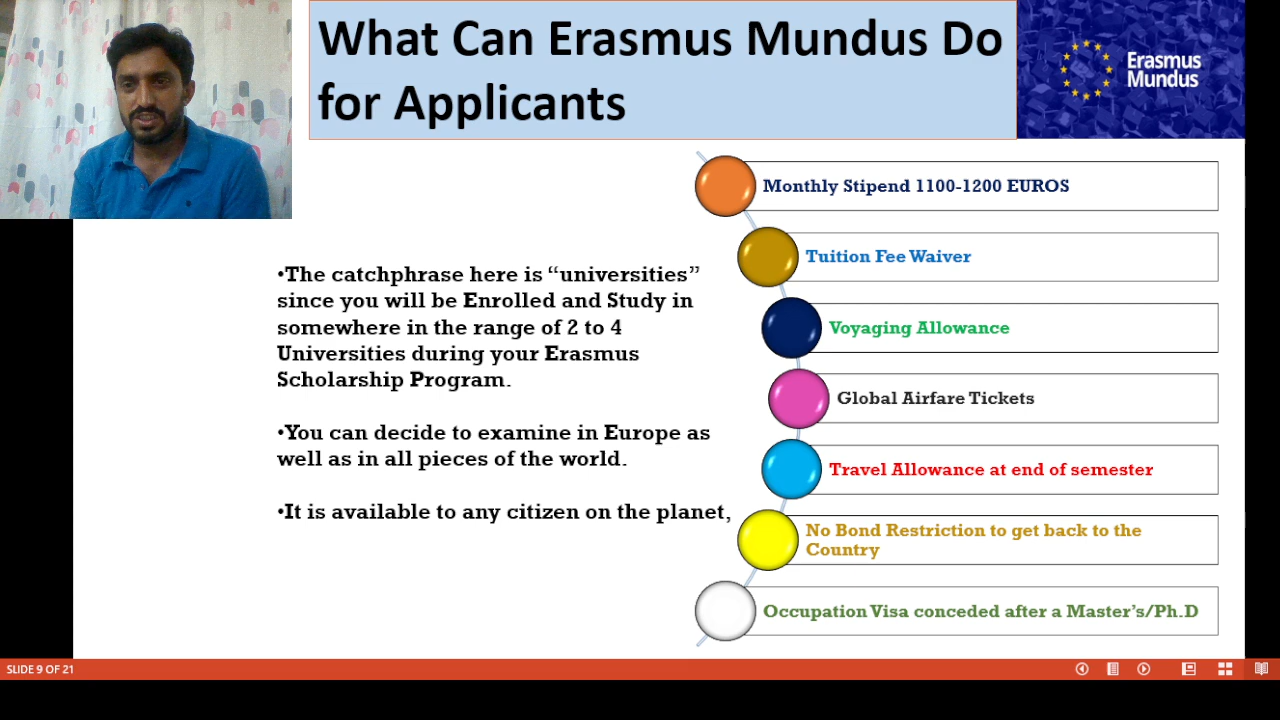 What Can Erasmus Mundus Do
for Applicants
Erasmus
Mundus
•The catchphrase here is “universities”
since you will be Enrolled and Study in
somewhere in the range of 2 to 4
Universities during your Erasmus
Scholarship Program.
•You can decide to examine in Europe as
well as in all pieces of the world.
•It is available to any citizen on the planet,
Monthly Stipend 1100-1200 EUROS
Tuition Fee Waiver
Voyaging Allowance
Global Airfare Tickets
Travel Allowance at end of semester
No Bond Restriction to get back to the
Country
Occupation Visa conceded after a Master’s/Ph.D
SLIDE 9 OF 21